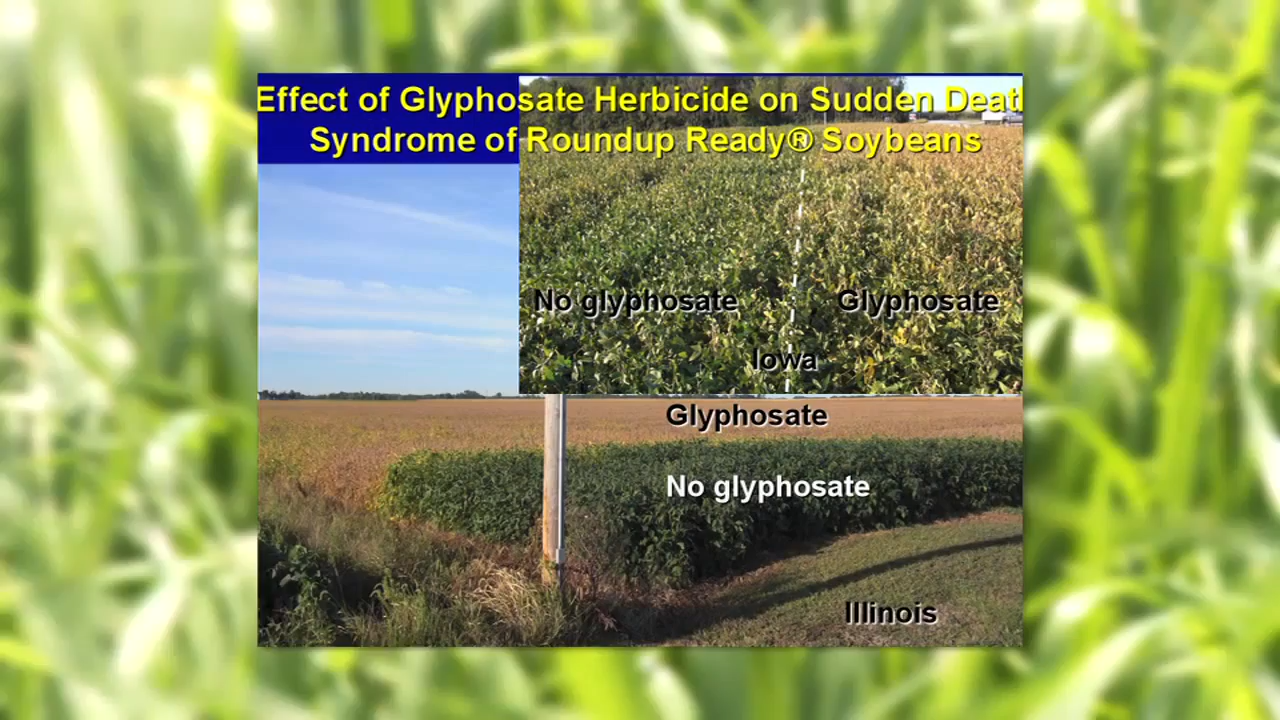 Effect of Glyphosate Herbicide on Sudden Death
Syndrome of Roundup Ready® Soybeans
No glyphosate
Glyphosate
Iowa
Glyphosate
No glyphosate
Illinois